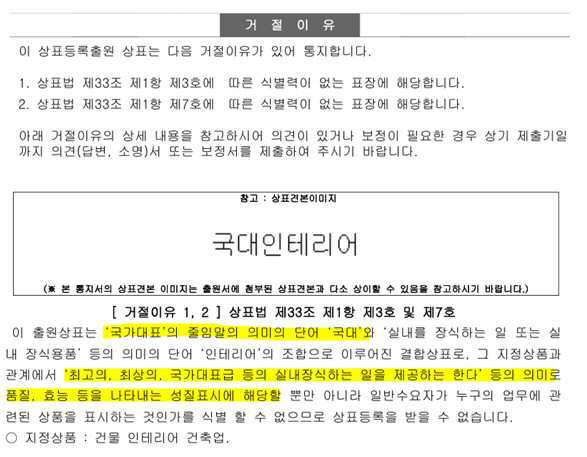 거 절 이 유
이 상표등록출원 상표는 다음 거절이유가 있어 통지합니다.
1. 상표법 제33조 제1항 제3호에 따른 식별력이 없는 표장에 해당합니다.
2. 상표법 제33조 제1항 제7호에 따른 식별력이 없는 표장에 해당합니다.
아래 거절이유의 상세 내용을 참고하시어 의견이 있거나 보정이 필요한 경우 상기 제출기일
까지 의견(답변, 소명)서 또는 보정서를 제출하여 주시기 바랍니다.
참고 : 상표견본이미지
국대인테리어
(※ 본 통지서의 상표견본 이미지는 출원서에 첨부된 상표견본과 다소 상이할 수 있음을 참고하시기 바랍니다.)
[ 거절이유 1, 2 ] 상표법 제33조 제1항 제3호 및 제7호
이 출원상표는 '국가대표'의 줄임말의 의미의 단어 '국대'와 '실내를 장식하는 일 또는 실
내 장식용품' 등의 의미의 단어 '인테리어'의 조합으로 이루어진 결합상표로, 그 지정상품과
관계에서 '최고의, 최상의, 국가대표급 등의 실내장식하는 일을 제공하는 한다' 등의 의미로
품질, 효능 등을 나타내는 성질표시에 해당할 뿐만 아니라 일반수요자가 누구의 업무에 관
련된 상품을 표시하는 것인가를 식별 할 수 없으므로 상표등록을 받을 수 없습니다.
○ 지정상품 : 건물 인테리어 건축업.